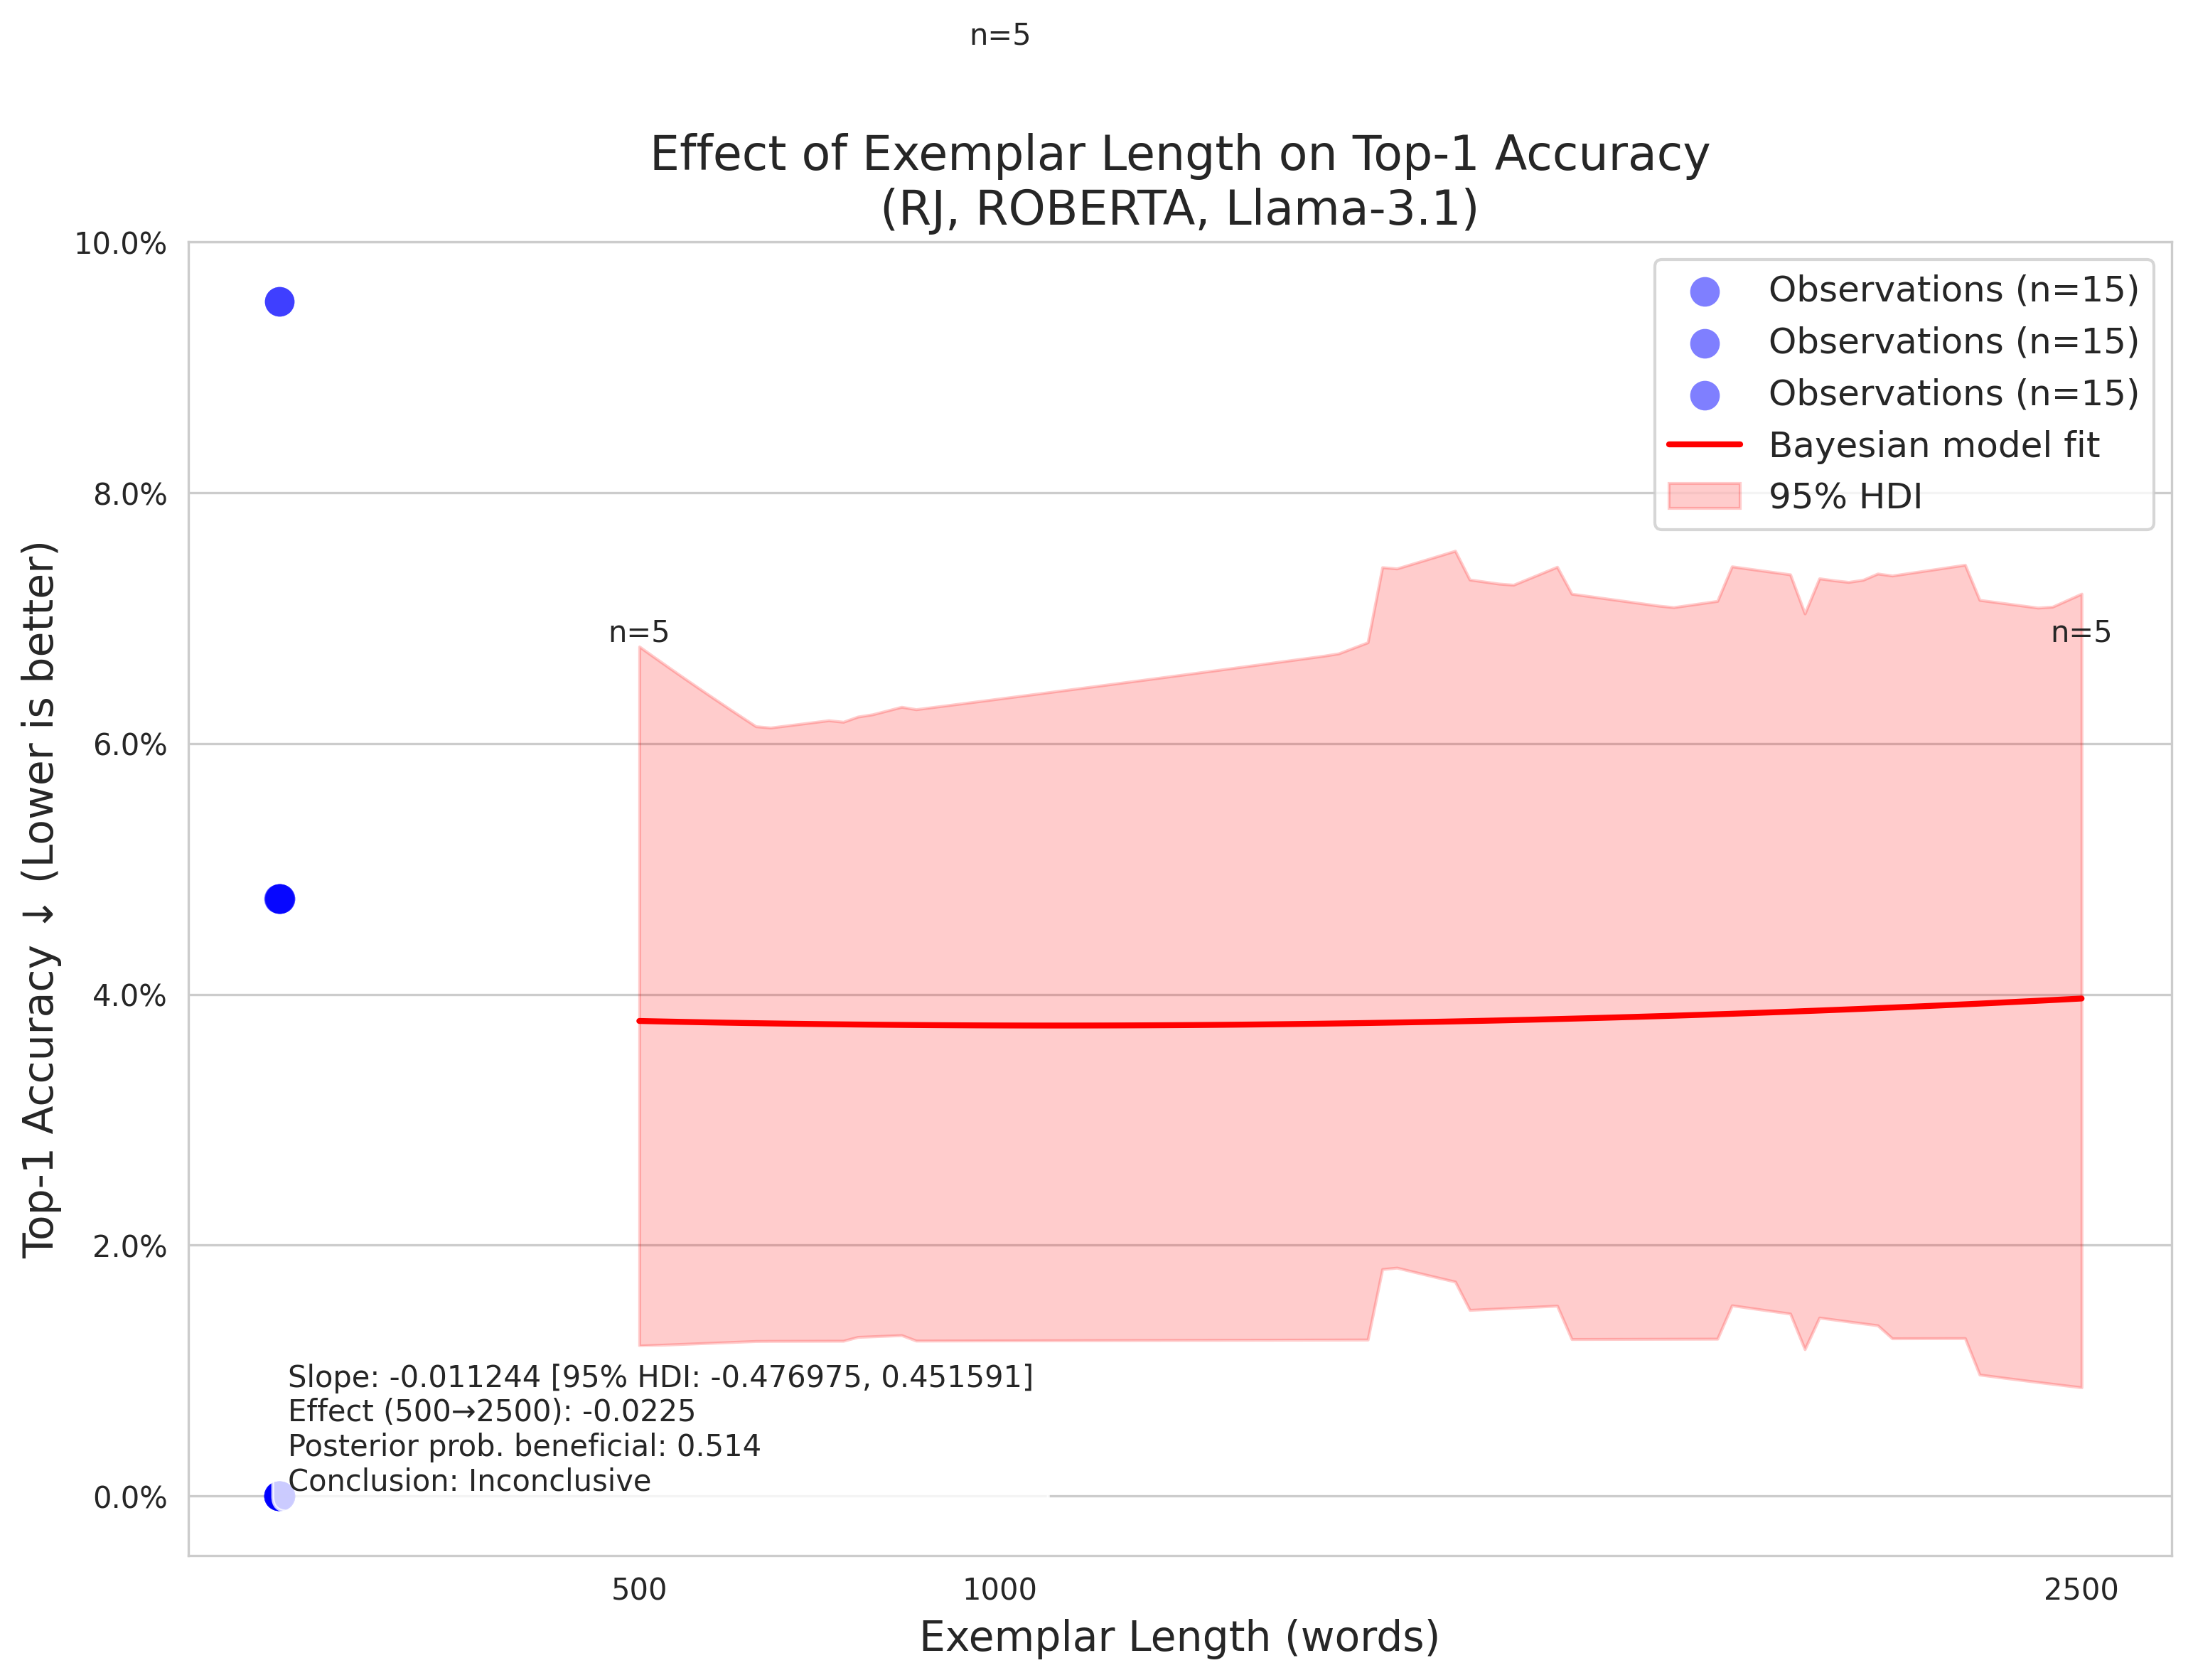 n=5
Effect of Exemplar Length on Top-1 Accuracy
(RJ, ROBERTA, Llama-3.1)
10.0%
8.0%
6.0%
4.0%
2.0%
0.0%
Top-1 Accuracy ↓ (Lower is better)
Observations (n=15)
Observations (n=15)
Observations (n=15)
Bayesian model fit
95% HDI
n=5
n=5
Slope: -0.011244 [95% HDI: -0.476975, 0.451591]
Effect (500→2500): -0.0225
Posterior prob. beneficial: 0.514
Conclusion: Inconclusive
500
1000
2500
Exemplar Length (words)